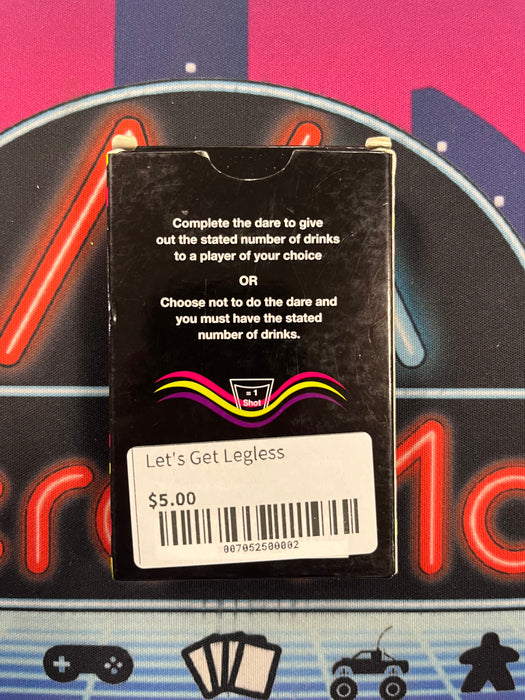 Complete the dare to give
out the stated number of drinks
to a player of your choice
OR
Choose not to do the dare and
you must have the stated
number of drinks.
= 1
Shot
Let's Get Legless
$5.00
007052500002